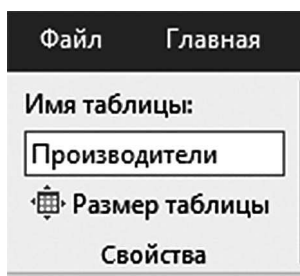 Файл Главная
Имя таблицы:
Производители
Размер таблицы
Свойства